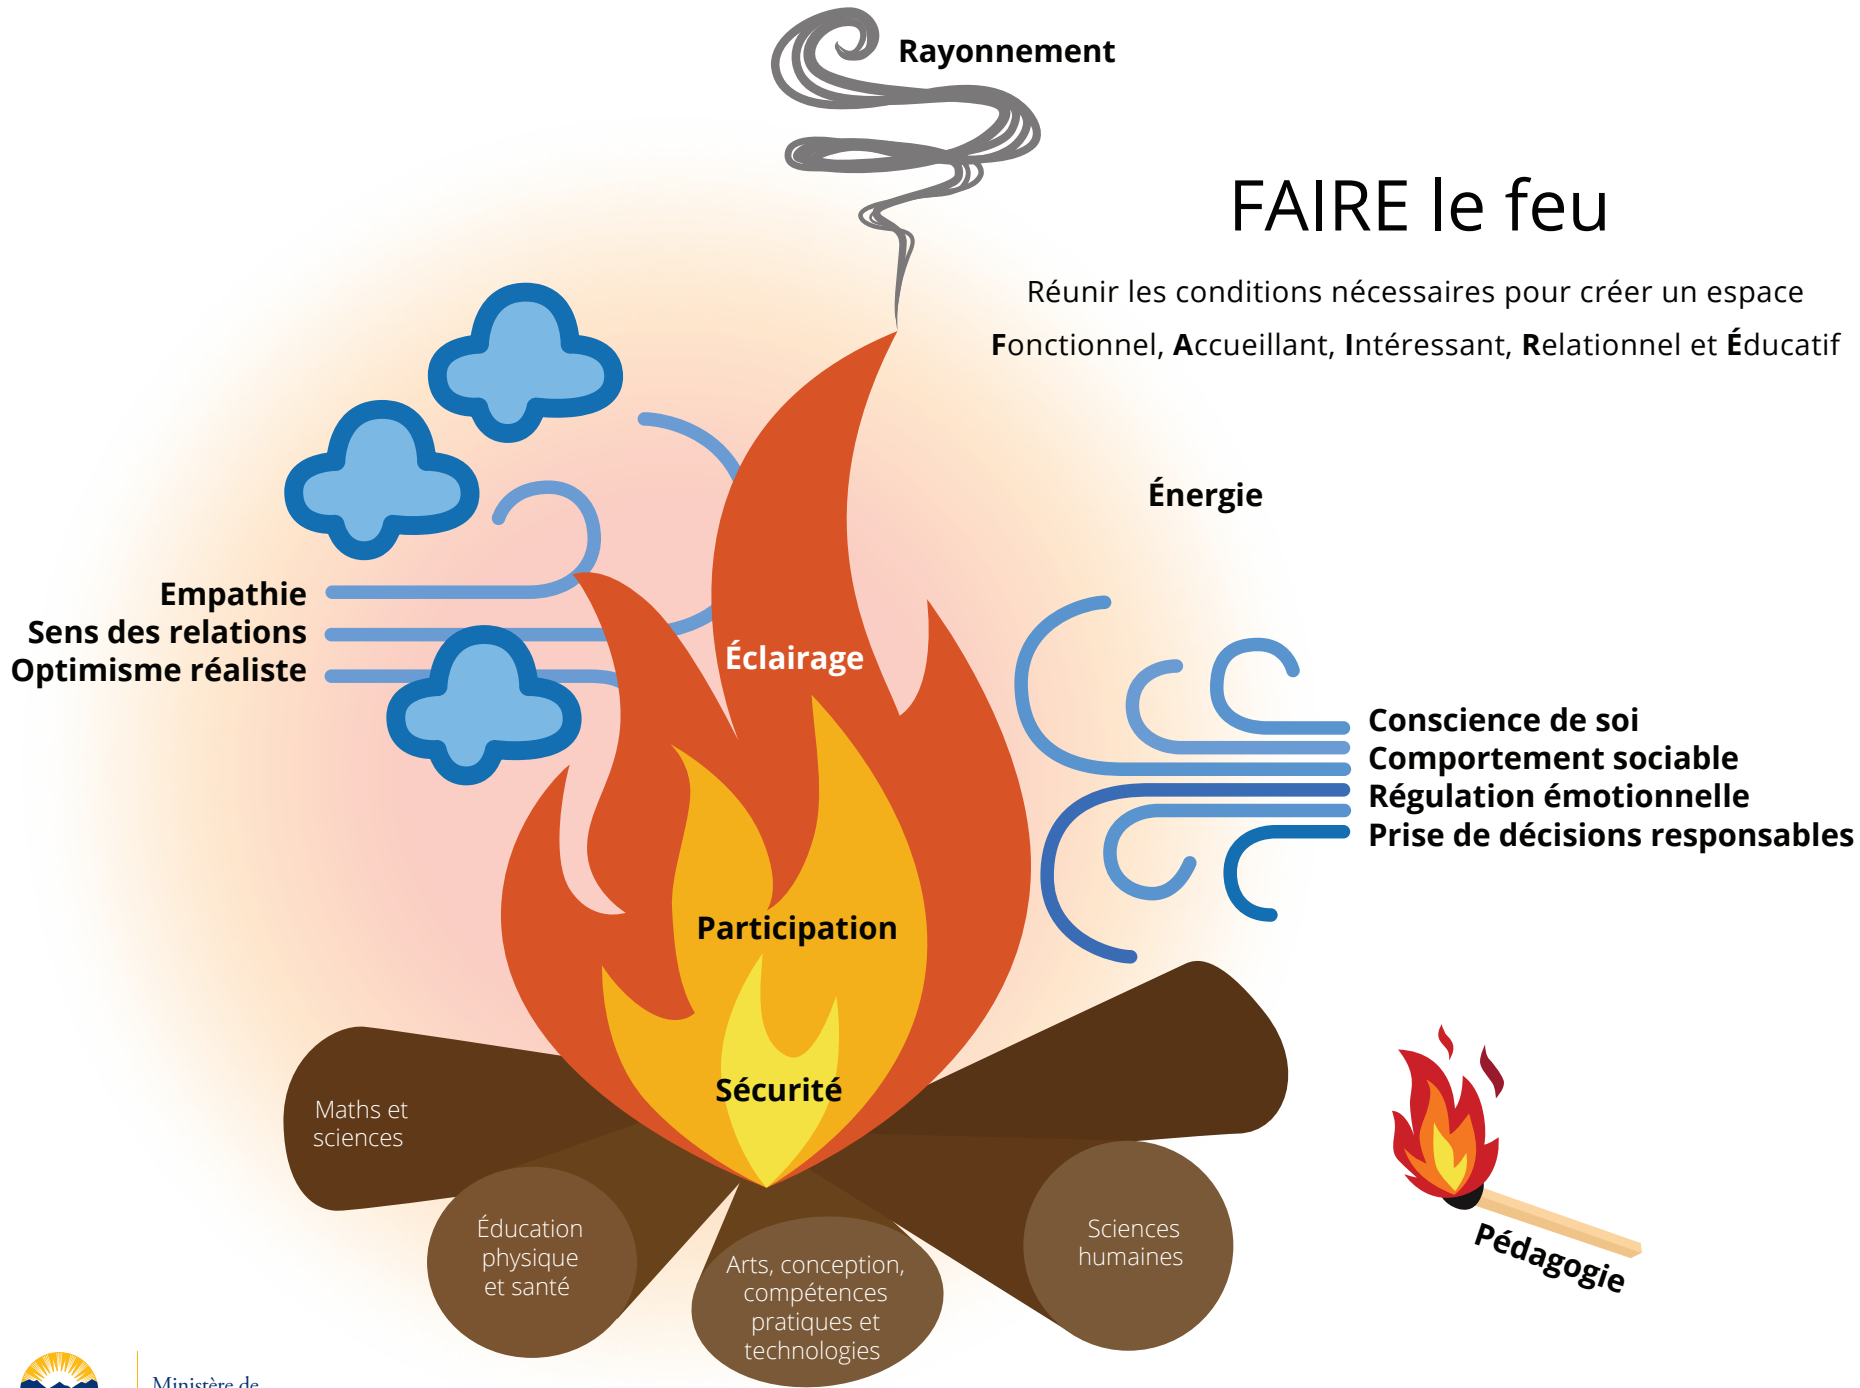 Rayonnement
FAIRE le feu
Réunir les conditions nécessaires pour créer un espace
Fonctionnel, Accueillant, Intéressant, Relationnel et Éducatif
Énergie
Empathie
Sens des relations
Optimisme réaliste
Éclairage
Conscience de soi
Comportement sociable
Régulation émotionnelle
Prise de décisions responsables
Participation
Sécurité
Maths et
sciences
Éducation
physique
et santé
Arts, conception,
compétences
pratiques et
technologies
Sciences
humaines
Pédagogie
Ministère de